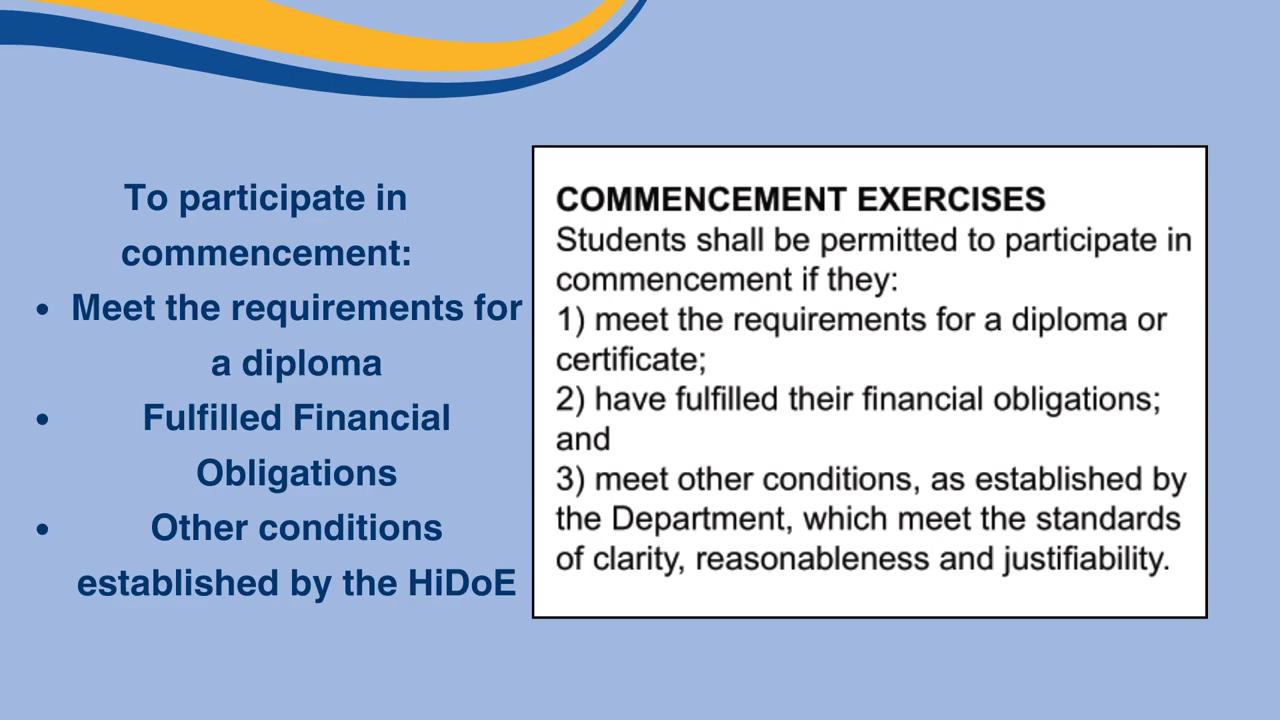 To participate in
commencement:
• Meet the requirements for
a diploma
• Fulfilled Financial
Obligations
• Other conditions
established by the HiDoE
COMMENCEMENT EXERCISES
Students shall be permitted to participate in
commencement if they:
1) meet the requirements for a diploma or
certificate;
2) have fulfilled their financial obligations;
and
3) meet other conditions, as established by
the Department, which meet the standards
of clarity, reasonableness and justifiability.